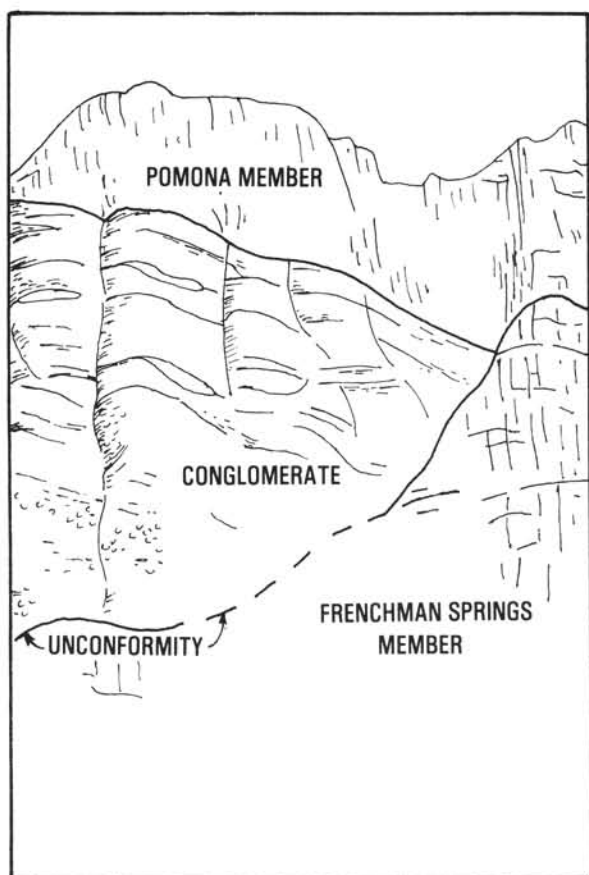 POMONA MEMBER
CONGLOMERATE
FRENCHMAN SPRINGS
MEMBER
UNCONFORMITY